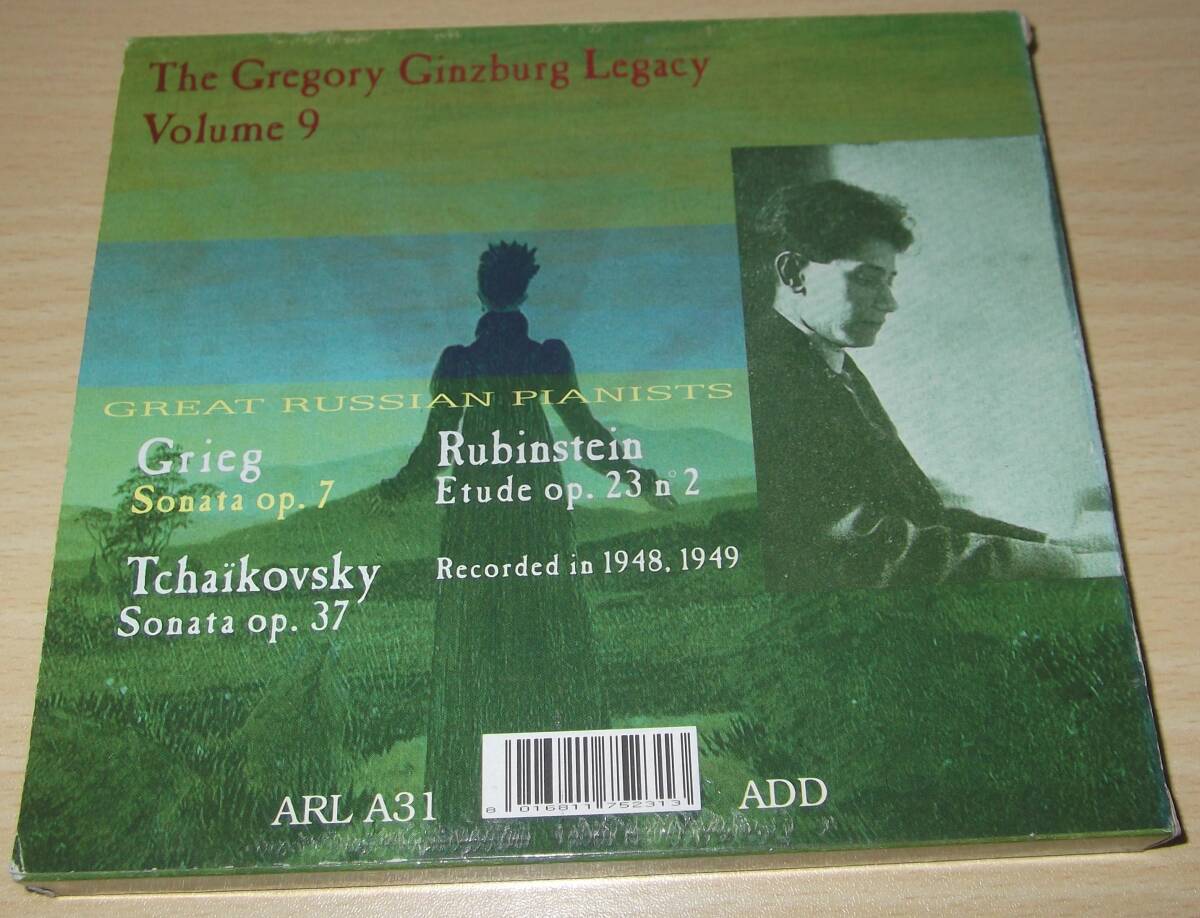 The Gregory Ginzburg Legacy
Volume 9
GREAT RUSSIAN PIANISTS
Grieg
Sonata op. 7
Rubinstein
Etude op. 23 n° 2
Tchaïkovsky
Sonata op. 37
Recorded in 1948, 1949
ARL A31
8 016811 752313
ADD